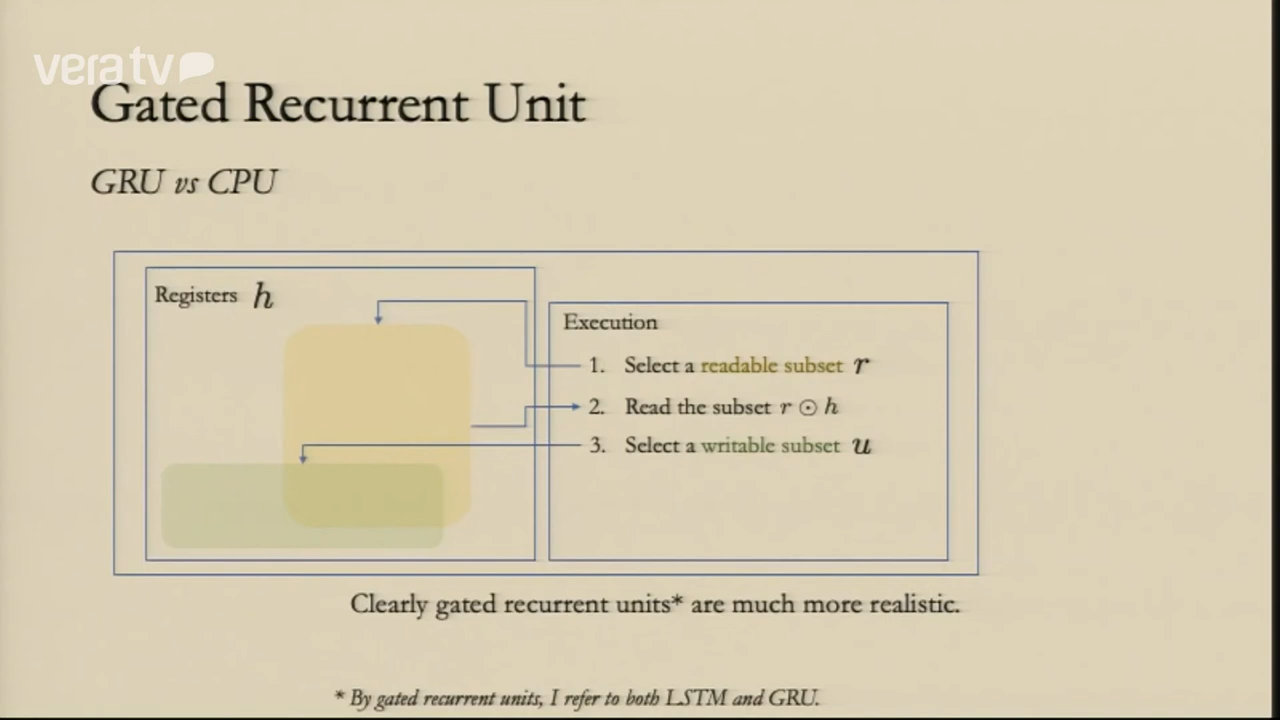 vera tv
Gated Recurrent Unit
GRU vs CPU
Registers h
Execution
1. Select a readable subset r
2. Read the subset r ⊙ h
3. Select a writable subset u
Clearly gated recurrent units* are much more realistic.
* By gated recurrent units, I refer to both LSTM and GRU.